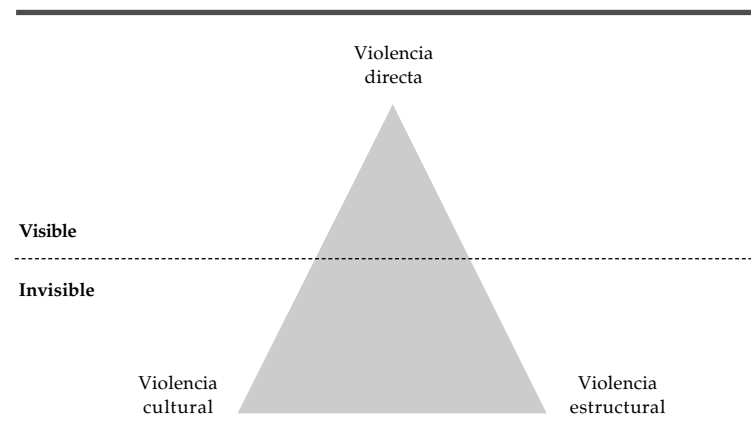 Violencia
directa
Visible
Invisible
Violencia
cultural
Violencia
estructural